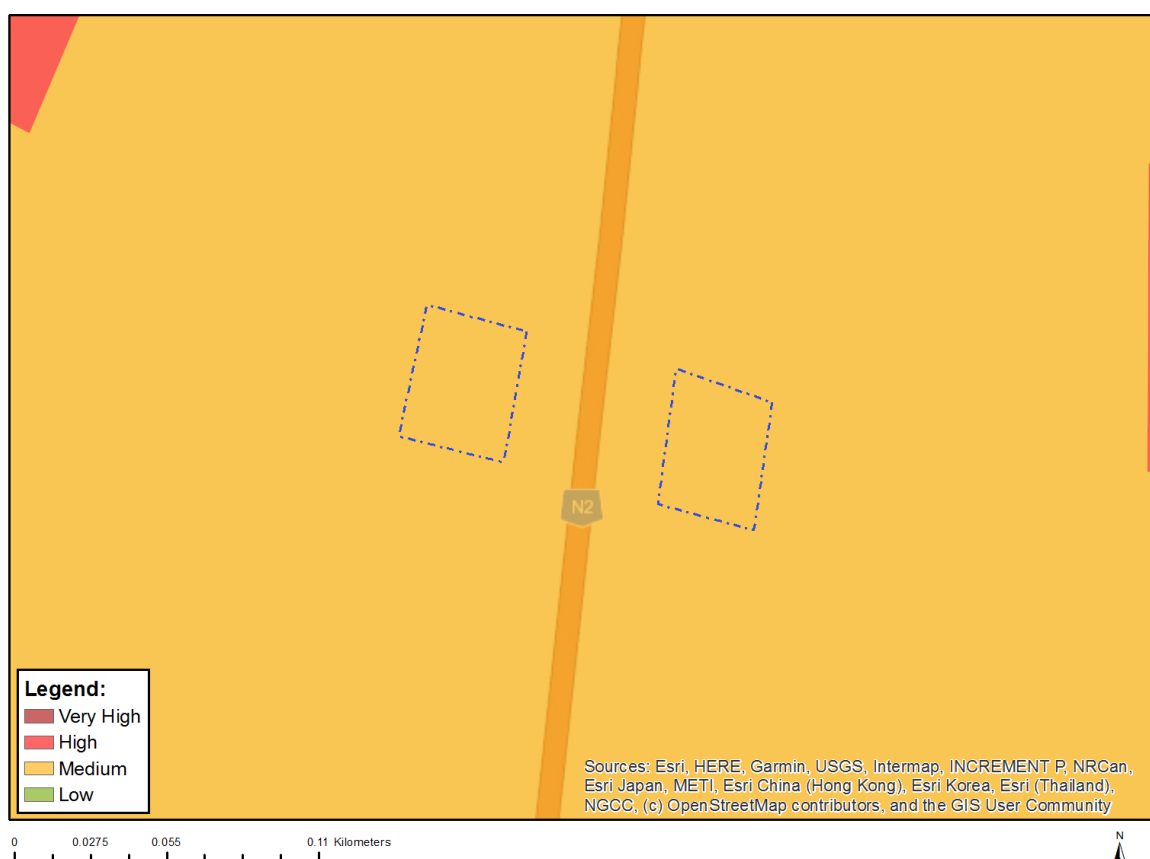 N2
Legend:
Very High
High
Medium
Low
Sources: Esri, HERE, Garmin, USGS, Intermap, INCREMENT P, NRCan,
Esri Japan, METI, Esri China (Hong Kong), Esri Korea, Esri (Thailand),
NGCC, (c) OpenStreetMap contributors, and the GIS User Community
0 0.0275 0.055 0.11 Kilometers
N